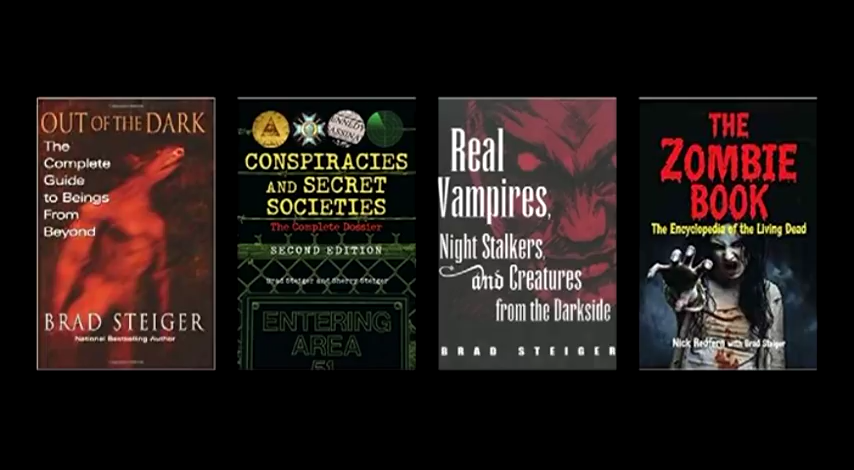 OUT OF THE DARK
The
Complete
Guide
to Beings
From
Beyond
BRAD STEIGER
National Bestselling Author
CONSPIRACIES
AND SECRET
SOCIETIES
The Complete Dossier
SECOND EDITION
Brad Steiger and Sherry Steiger
ENTERING
AREA
51
Real
Vampires,
Night Stalkers,
and Creatures
from the Darkside
BRAD STEIGER
THE
ZOMBIE
BOOK
The Encyclopedia of the Living Dead
Nick Redfern with Brad Steiger